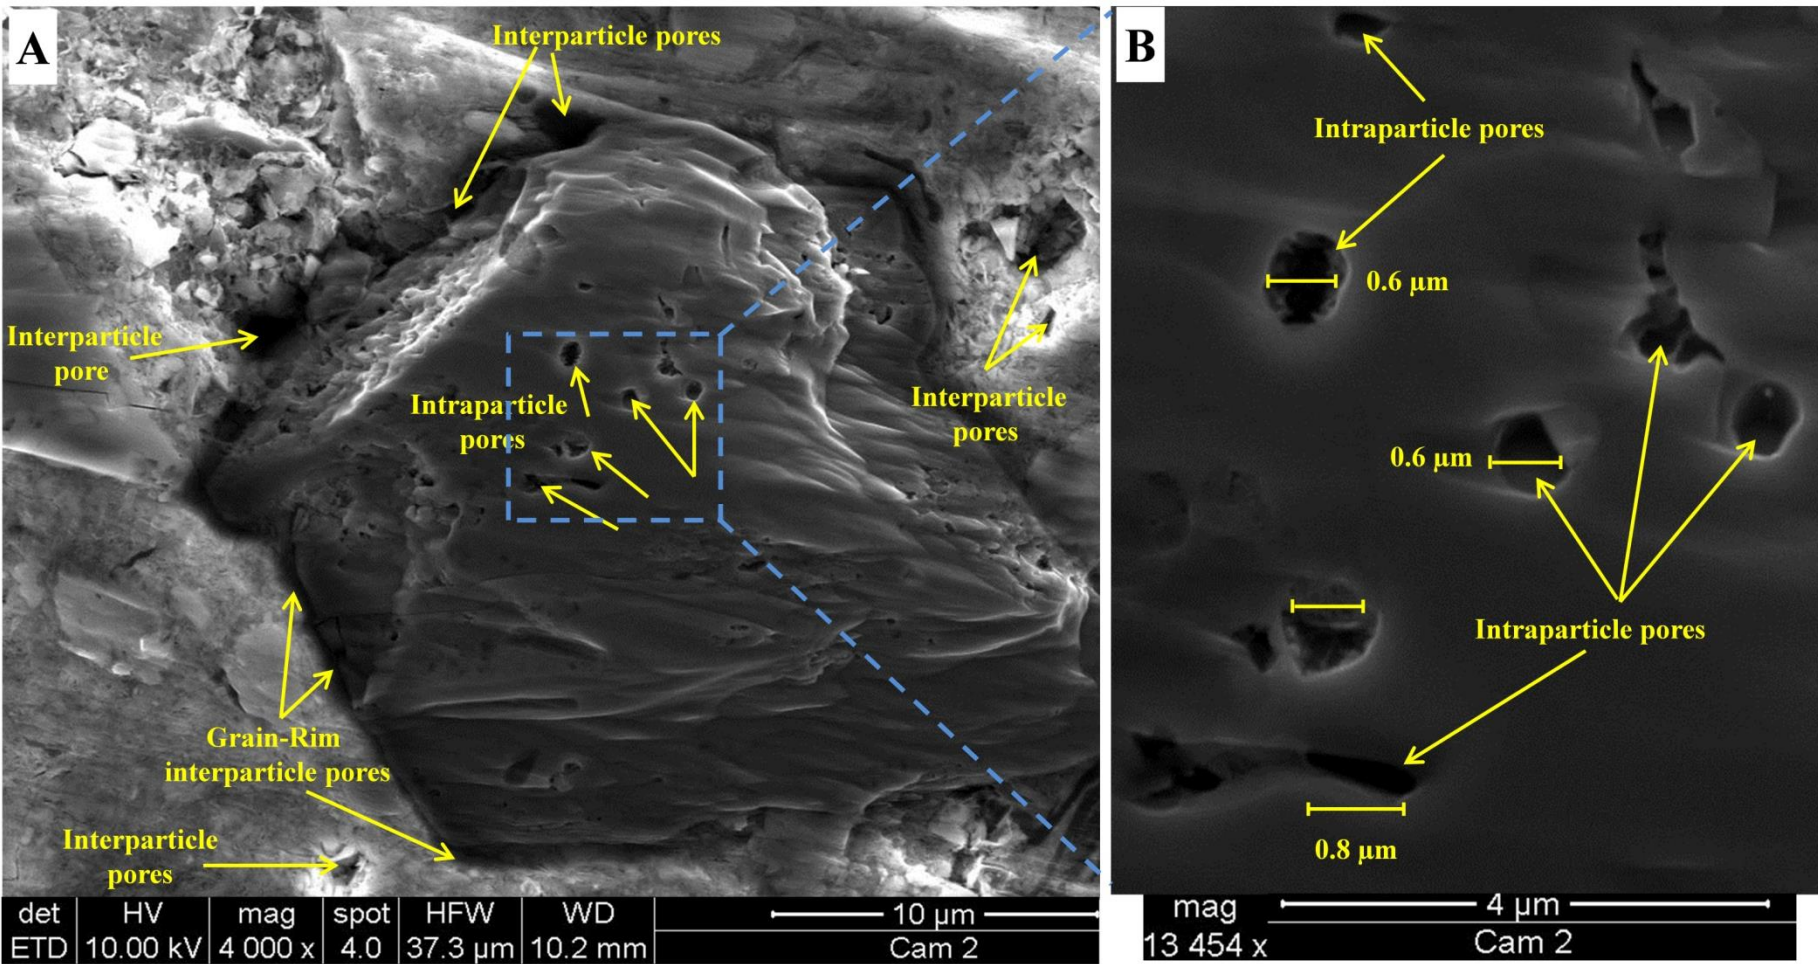 A
Interparticle pores
Interparticle
pore
Intraparticle
pores
Interparticle
pores
Grain-Rim
interparticle pores
Interparticle
pores
det HV mag spot HFW WD 10 µm
ETD 10.00 kV 4 000 x 4.0 37.3 µm 10.2 mm Cam 2
B
Intraparticle pores
0.6 µm
0.6 µm
Intraparticle pores
0.8 µm
mag 4 µm
13 454 x Cam 2